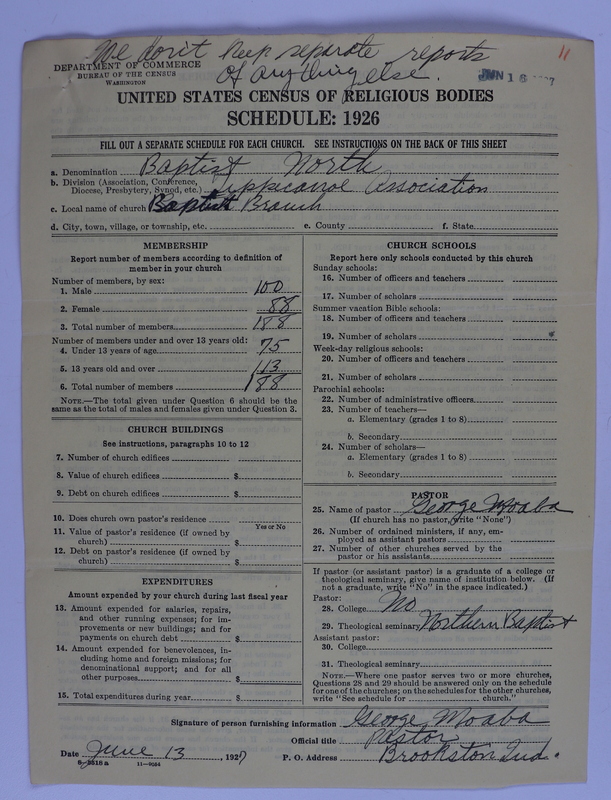 We don't keep separate reports
of anything else.
11
DEPARTMENT OF COMMERCE
BUREAU OF THE CENSUS
WASHINGTON
JUN 18
UNITED STATES CENSUS OF RELIGIOUS BODIES
SCHEDULE: 1926
FILL OUT A SEPARATE SCHEDULE FOR EACH CHURCH. SEE INSTRUCTIONS ON THE BACK OF THIS SHEET
a. Denomination Baptist North
b. Division (Association, Conference, Diocese, Presbytery, Synod, etc.) Tippicanoe Association
c. Local name of church Baptist Branch
d. City, town, village, or township, etc. e. County f. State
MEMBERSHIP
Report number of members according to definition of
member in your church
Number of members, by sex:
1. Male 100
2. Female 88
3. Total number of members 188
Number of members under and over 13 years old:
4. Under 13 years of age 75
5. 13 years old and over 113
6. Total number of members 188
NOTE.—The total given under Question 6 should be
same as the total of males and females given under Question 3.
CHURCH BUILDINGS
See instructions, paragraphs 10 to 12
7. Number of church edifices
8. Value of church edifices $
9. Debt on church edifices $
10. Does church own pastor's residence
Yes or No
11. Value of pastor's residence (if owned by
church) $
12. Debt on pastor's residence (if owned by
church) $
EXPENDITURES
Amount expended by your church during last fiscal year
13. Amount expended for salaries, repairs,
and other running expenses; for im-
provements or new buildings; and for
payments on church debt $
14. Amount expended for benevolences, in-
cluding home and foreign missions; for
denominational support; and for all
other purposes $
15. Total expenditures during year $
CHURCH SCHOOLS
Report here only schools conducted by this church
Sunday schools:
16. Number of officers and teachers
17. Number of scholars
Summer vacation Bible schools:
18. Number of officers and teachers
19. Number of scholars
Week-day religious schools:
20. Number of officers and teachers
21. Number of scholars
Parochial schools:
22. Number of administrative officers
23. Number of teachers—
a. Elementary (grades 1 to 8)
b. Secondary
24. Number of scholars—
a. Elementary (grades 1 to 8)
b. Secondary
PASTOR
25. Name of pastor George Moaba
(If church has no pastor, write "None")
26. Number of ordained ministers, if any, em-
ployed as assistant pastors
27. Number of other churches served by the
pastor or his assistants
If pastor (or assistant pastor) is a graduate of a college or
theological seminary, give name of institution below. (If
not a graduate, write "No" in the space indicated.)
Pastor:
28. College No
29. Theological seminary Northern Baptist
Assistant pastor:
30. College
31. Theological seminary
NOTE.—Where one pastor serves two or more churches,
Questions 28 and 29 should be answered only on the schedule
for one of the churches; on the schedules for the other churches,
write "See schedule for church."
Signature of person furnishing information George Moaba
Official title Pastor
Date June 13, 1927 P. O. Address Brookston Ind.
8-5518 a 11-9034